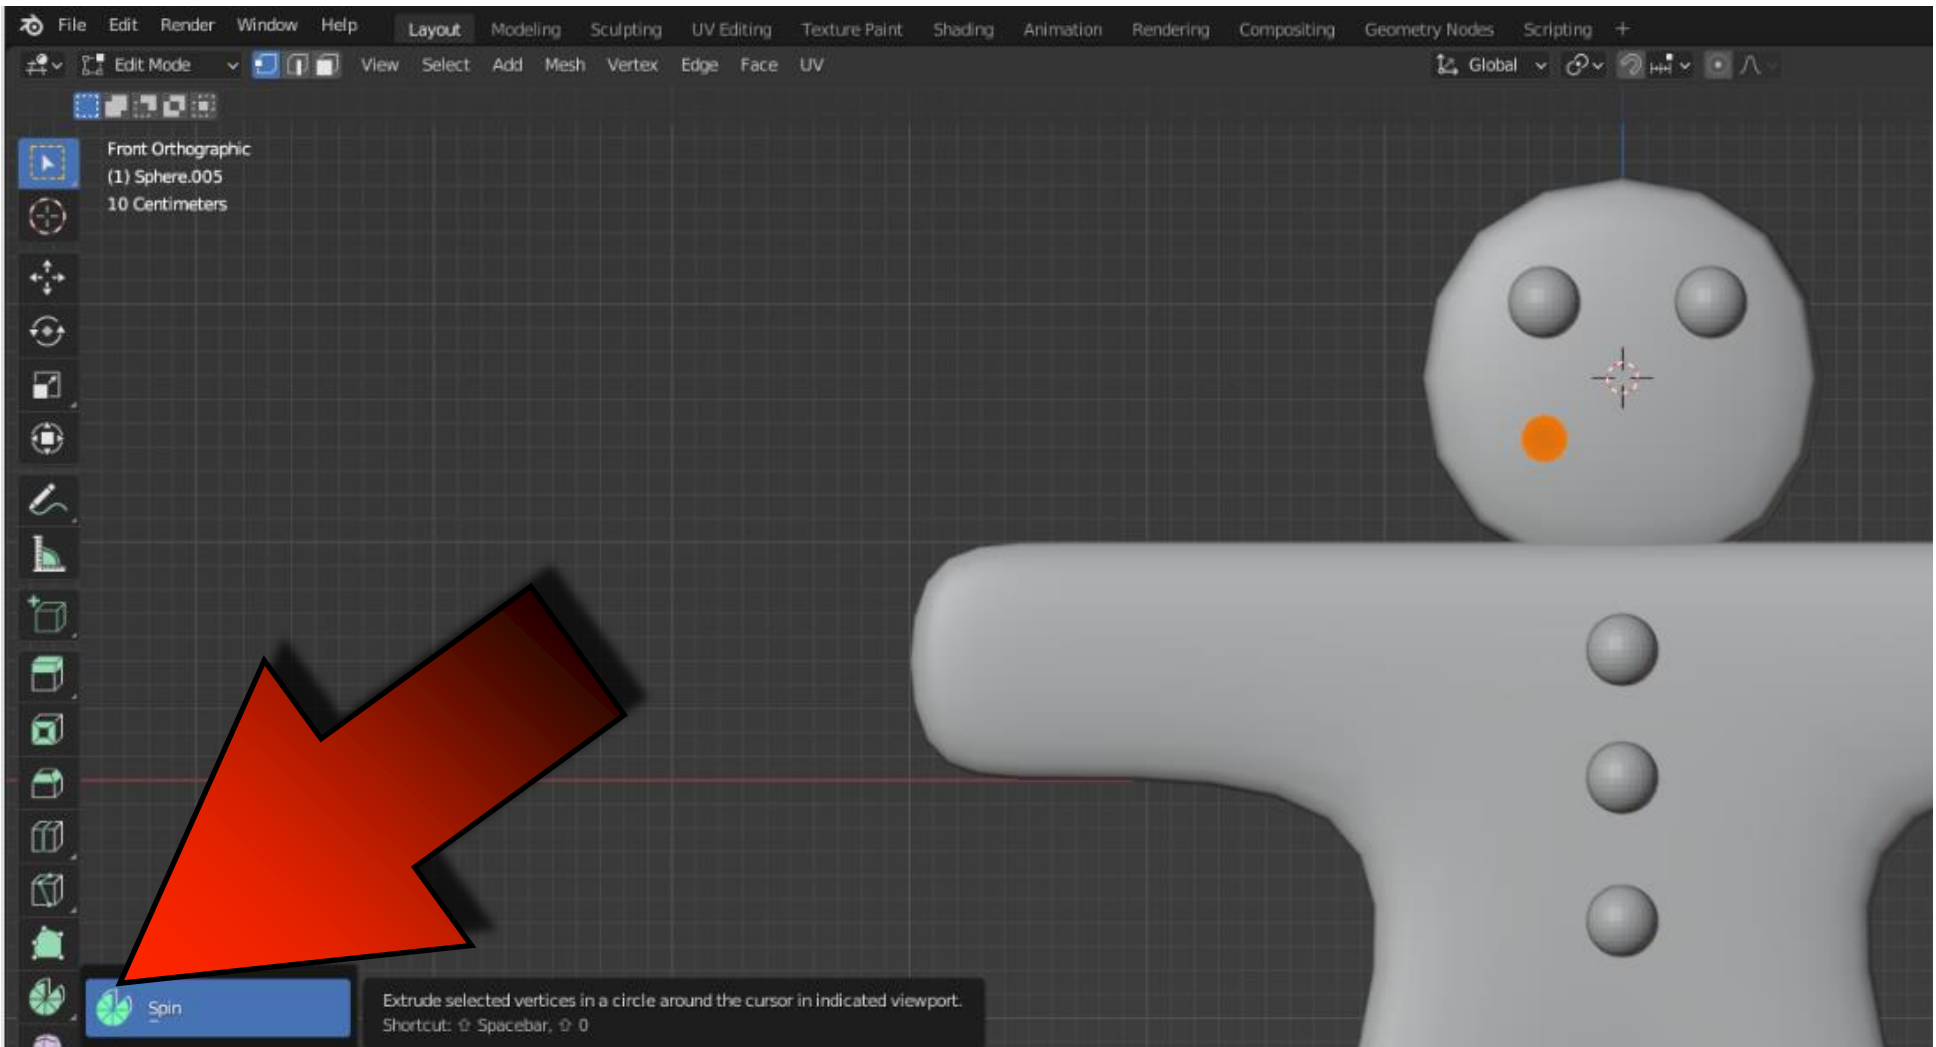 File Edit Render Window Help Layout Modeling Sculpting UV Editing Texture Paint Shading Animation Rendering Compositing Geometry Nodes Scripting +
Edit Mode View Select Add Mesh Vertex Edge Face UV Global
Front Orthographic
(1) Sphere.005
10 Centimeters
Spin
Extrude selected vertices in a circle around the cursor in indicated viewport.
Shortcut: ⇧ Spacebar, ⇧ 0